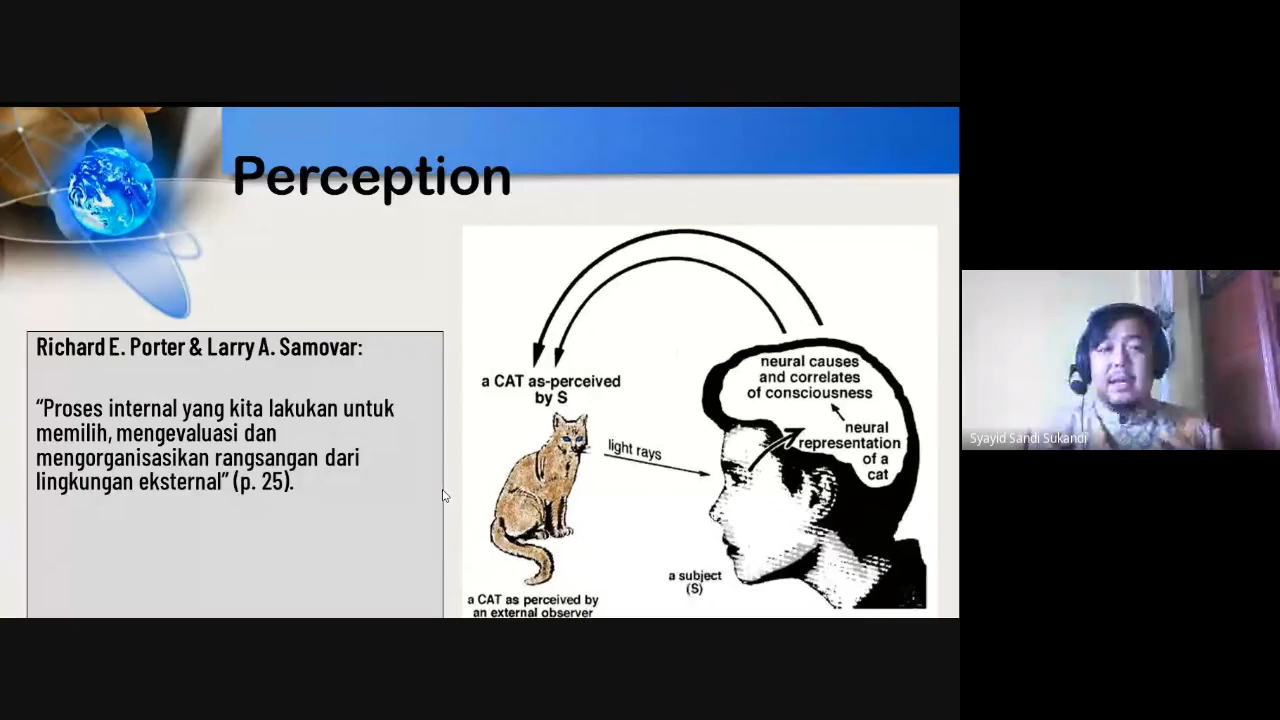 Perception
Richard E. Porter & Larry A. Samovar:
“Proses internal yang kita lakukan untuk
memilih, mengevaluasi dan
mengorganisasikan rangsangan dari
lingkungan eksternal” (p. 25).
a CAT as-perceived
by S
neural causes
and correlates
of consciousness
neural
representation
of a
cat
light rays
a subject
(S)
a CAT as perceived by
an external observer
Syayid Sandi Sukandi